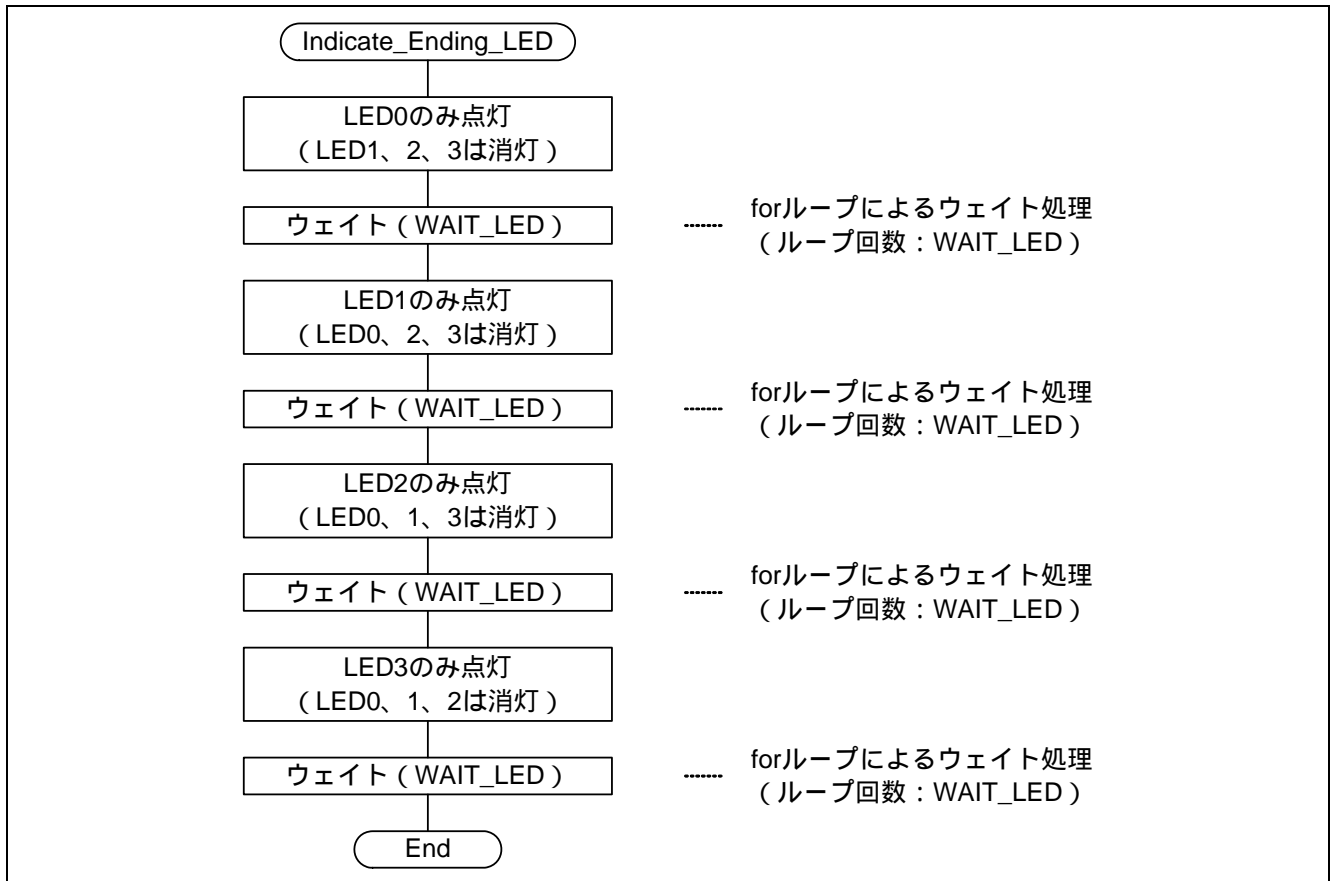 Indicate_Ending_LED
LED0のみ点灯
（LED1、2、3は消灯）
ウェイト（WAIT_LED）
forループによるウェイト処理
（ループ回数：WAIT_LED）
LED1のみ点灯
（LED0、2、3は消灯）
ウェイト（WAIT_LED）
forループによるウェイト処理
（ループ回数：WAIT_LED）
LED2のみ点灯
（LED0、1、3は消灯）
ウェイト（WAIT_LED）
forループによるウェイト処理
（ループ回数：WAIT_LED）
LED3のみ点灯
（LED0、1、2は消灯）
ウェイト（WAIT_LED）
forループによるウェイト処理
（ループ回数：WAIT_LED）
End